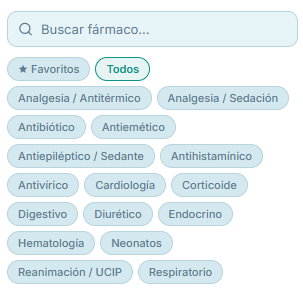 Buscar fármaco...
★ Favoritos Todos
Analgesia / Antitérmico Analgesia / Sedación
Antibiótico Antiemético
Antiepiléptico / Sedante Antihistamínico
Antivírico Cardiología Corticoide
Digestivo Diurético Endocrino
Hematología Neonatos
Reanimación / UCIP Respiratorio